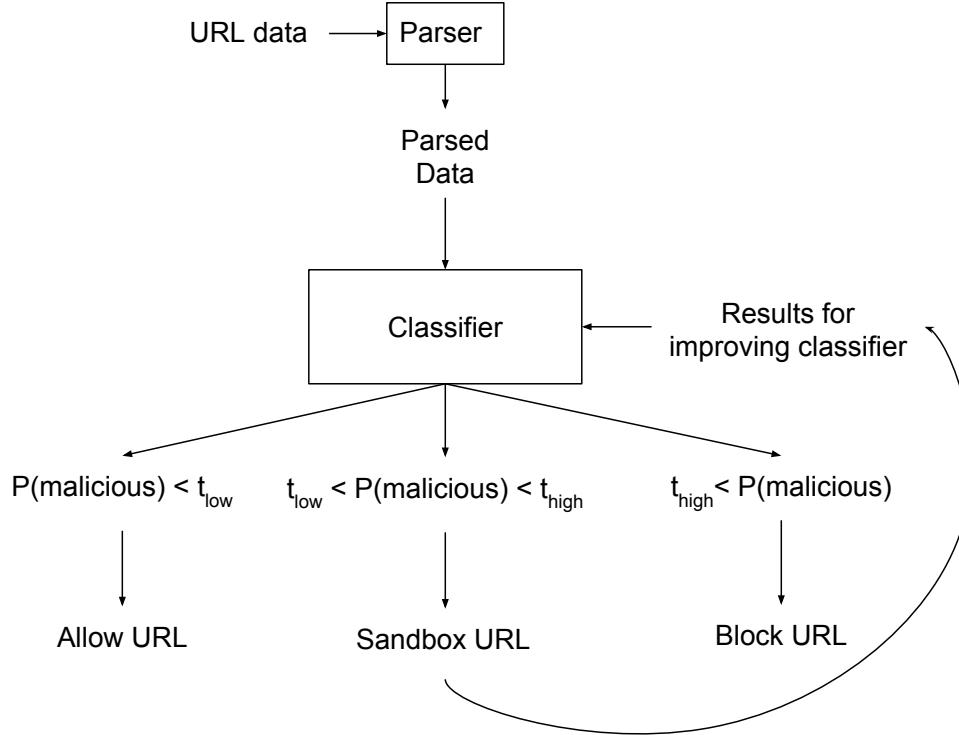 URL data
Parser
Parsed
Data
Classifier
Results for
improving classifier
P(malicious) < t_low
t_low < P(malicious) < t_high
t_high < P(malicious)
Allow URL
Sandbox URL
Block URL